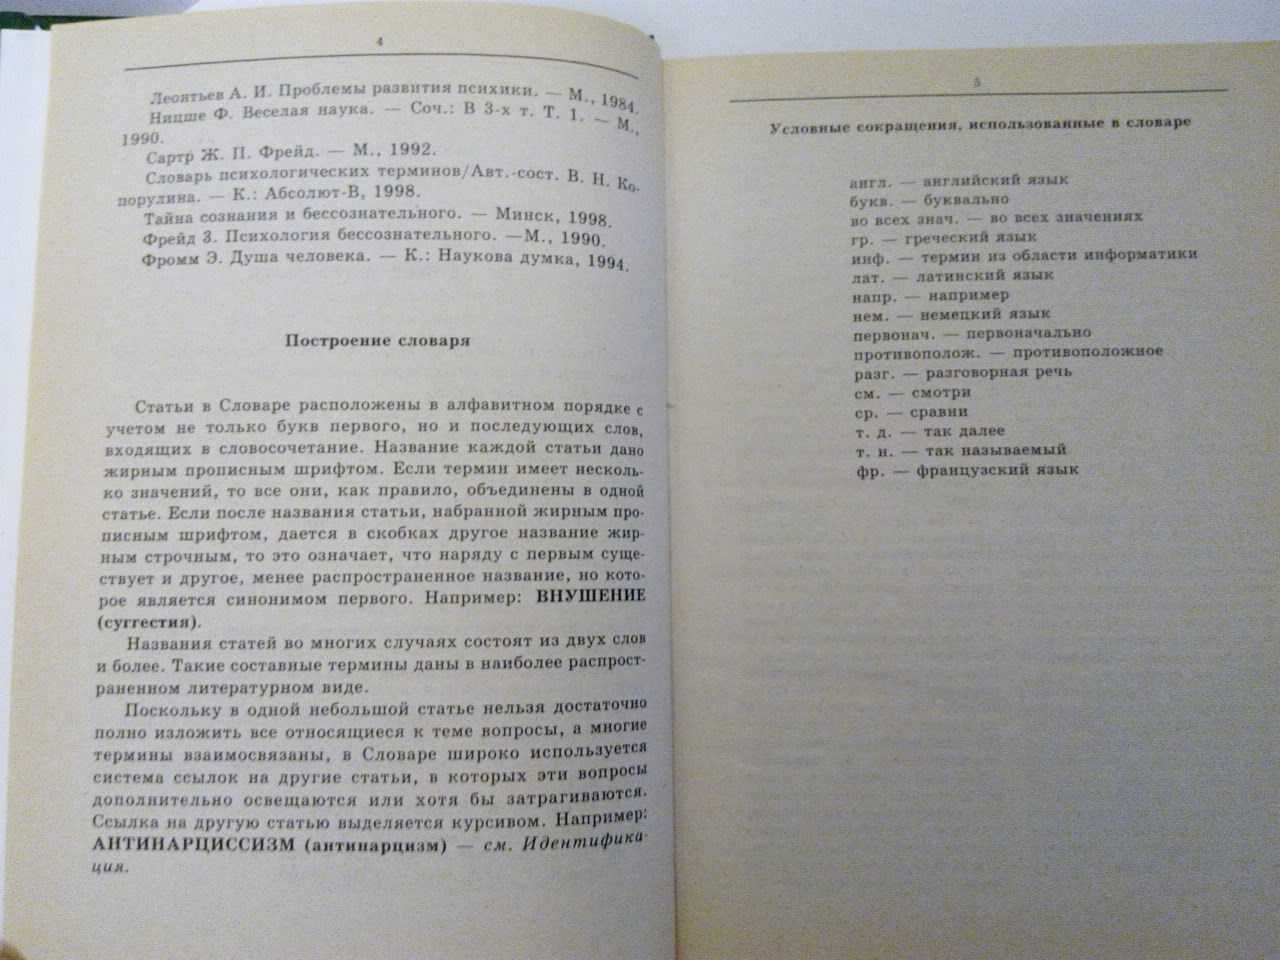 4
Леонтьев А. И. Проблемы развития психики. — М., 1984.
Ницше Ф. Веселая наука. — Соч.: В 3-х т. Т. 1. — М.,
1990.
Сартр Ж. П. Фрейд. — М., 1992.
Словарь психологических терминов/Авт.-сост. В. Н. Ко-
порулина. — К.: Абсолют-В, 1998.
Тайна сознания и бессознательного. — Минск, 1998.
Фрейд З. Психология бессознательного. —М., 1990.
Фромм Э. Душа человека. — К.: Наукова думка, 1994.
Построение словаря
Статьи в Словаре расположены в алфавитном порядке с
учетом не только букв первого, но и последующих слов,
входящих в словосочетание. Название каждой статьи дано
жирным прописным шрифтом. Если термин имеет несколь-
ко значений, то все они, как правило, объединены в одной
статье. Если после названия статьи, набранной жирным про-
писным шрифтом, дается в скобках другое название жир-
ным строчным, то это означает, что наряду с первым суще-
ствует и другое, менее распространенное название, но кото-
рое является синонимом первого. Например: ВНУШЕНИЕ
(суггестия).
Названия статей во многих случаях состоят из двух слов
и более. Такие составные термины даны в наиболее распрост-
раненном литературном виде.
Поскольку в одной небольшой статье нельзя достаточно
полно изложить все относящиеся к теме вопросы, а многие
термины взаимосвязаны, в Словаре широко используется
система ссылок на другие статьи, в которых эти вопросы
дополнительно освещаются или хотя бы затрагиваются.
Ссылка на другую статью выделяется курсивом. Например:
АНТИНАРЦИССИЗМ (антинарцизм) — см. Идентифика-
ция.
5
Условные сокращения, использованные в словаре
англ. — английский язык
букв. — буквально
во всех знач. — во всех значениях
гр. — греческий язык
инф. — термин из области информатики
лат. — латинский язык
напр. — например
нем. — немецкий язык
первонач. — первоначально
противополож. — противоположное
разг. — разговорная речь
см. — смотри
ср. — сравни
т. д. — так далее
т. н. — так называемый
фр. — французский язык